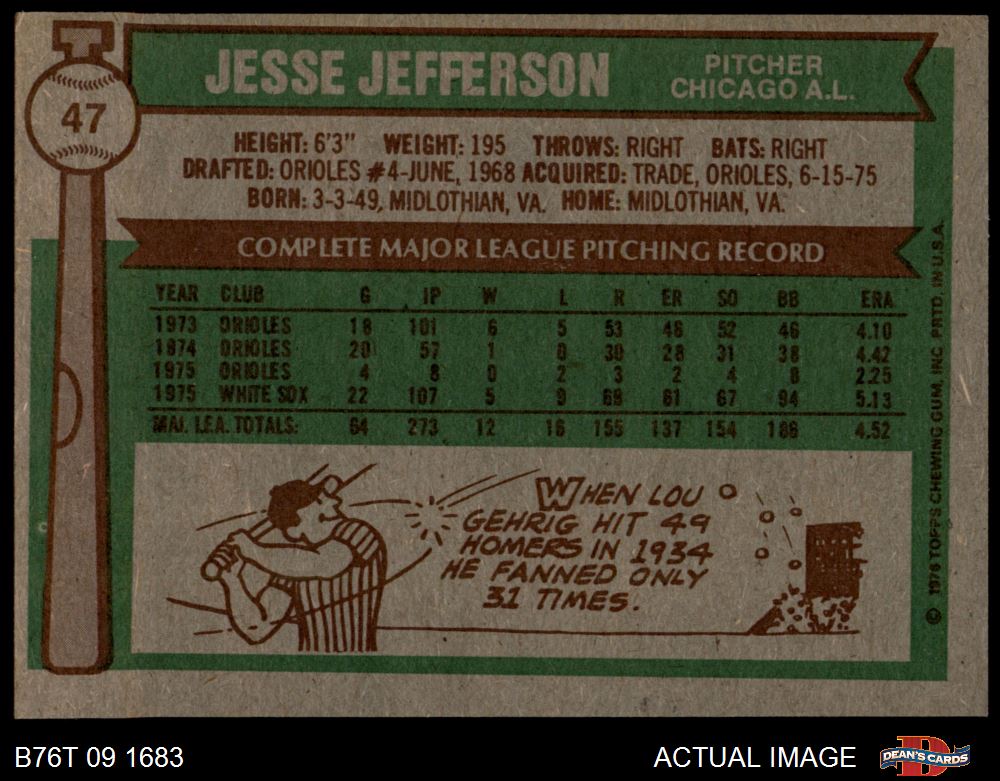 47
JESSE JEFFERSON
PITCHER
CHICAGO A.L.
HEIGHT: 6'3" WEIGHT: 195 THROWS: RIGHT BATS: RIGHT
DRAFTED: ORIOLES #4-JUNE, 1968 ACQUIRED: TRADE, ORIOLES, 6-15-75
BORN: 3-3-49, MIDLOTHIAN, VA. HOME: MIDLOTHIAN, VA.
COMPLETE MAJOR LEAGUE PITCHING RECORD
YEAR CLUB G IP W L R ER SO BB ERA
1973 ORIOLES 18 101 6 5 53 46 52 46 4.10
1974 ORIOLES 20 57 1 0 30 28 31 38 4.42
1975 ORIOLES 4 8 0 2 3 2 4 8 2.25
1975 WHITE SOX 22 107 5 9 69 61 67 94 5.13
MAJ. LEA. TOTALS: 64 273 12 16 155 137 154 186 4.52
WHEN LOU
GEHRIG HIT 49
HOMERS IN 1934
HE FANNED ONLY
31 TIMES.
© 1976 TOPPS CHEWING GUM, INC. PRTD. IN U.S.A.
B76T 09 1683
ACTUAL IMAGE
D
DEAN'S CARDS